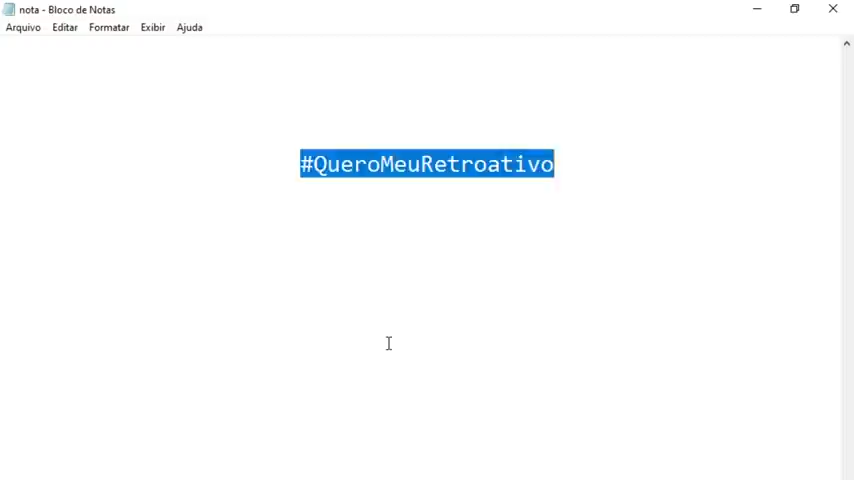 nota - Bloco de Notas
Arquivo Editar Formatar Exibir Ajuda
#QueroMeuRetroativo